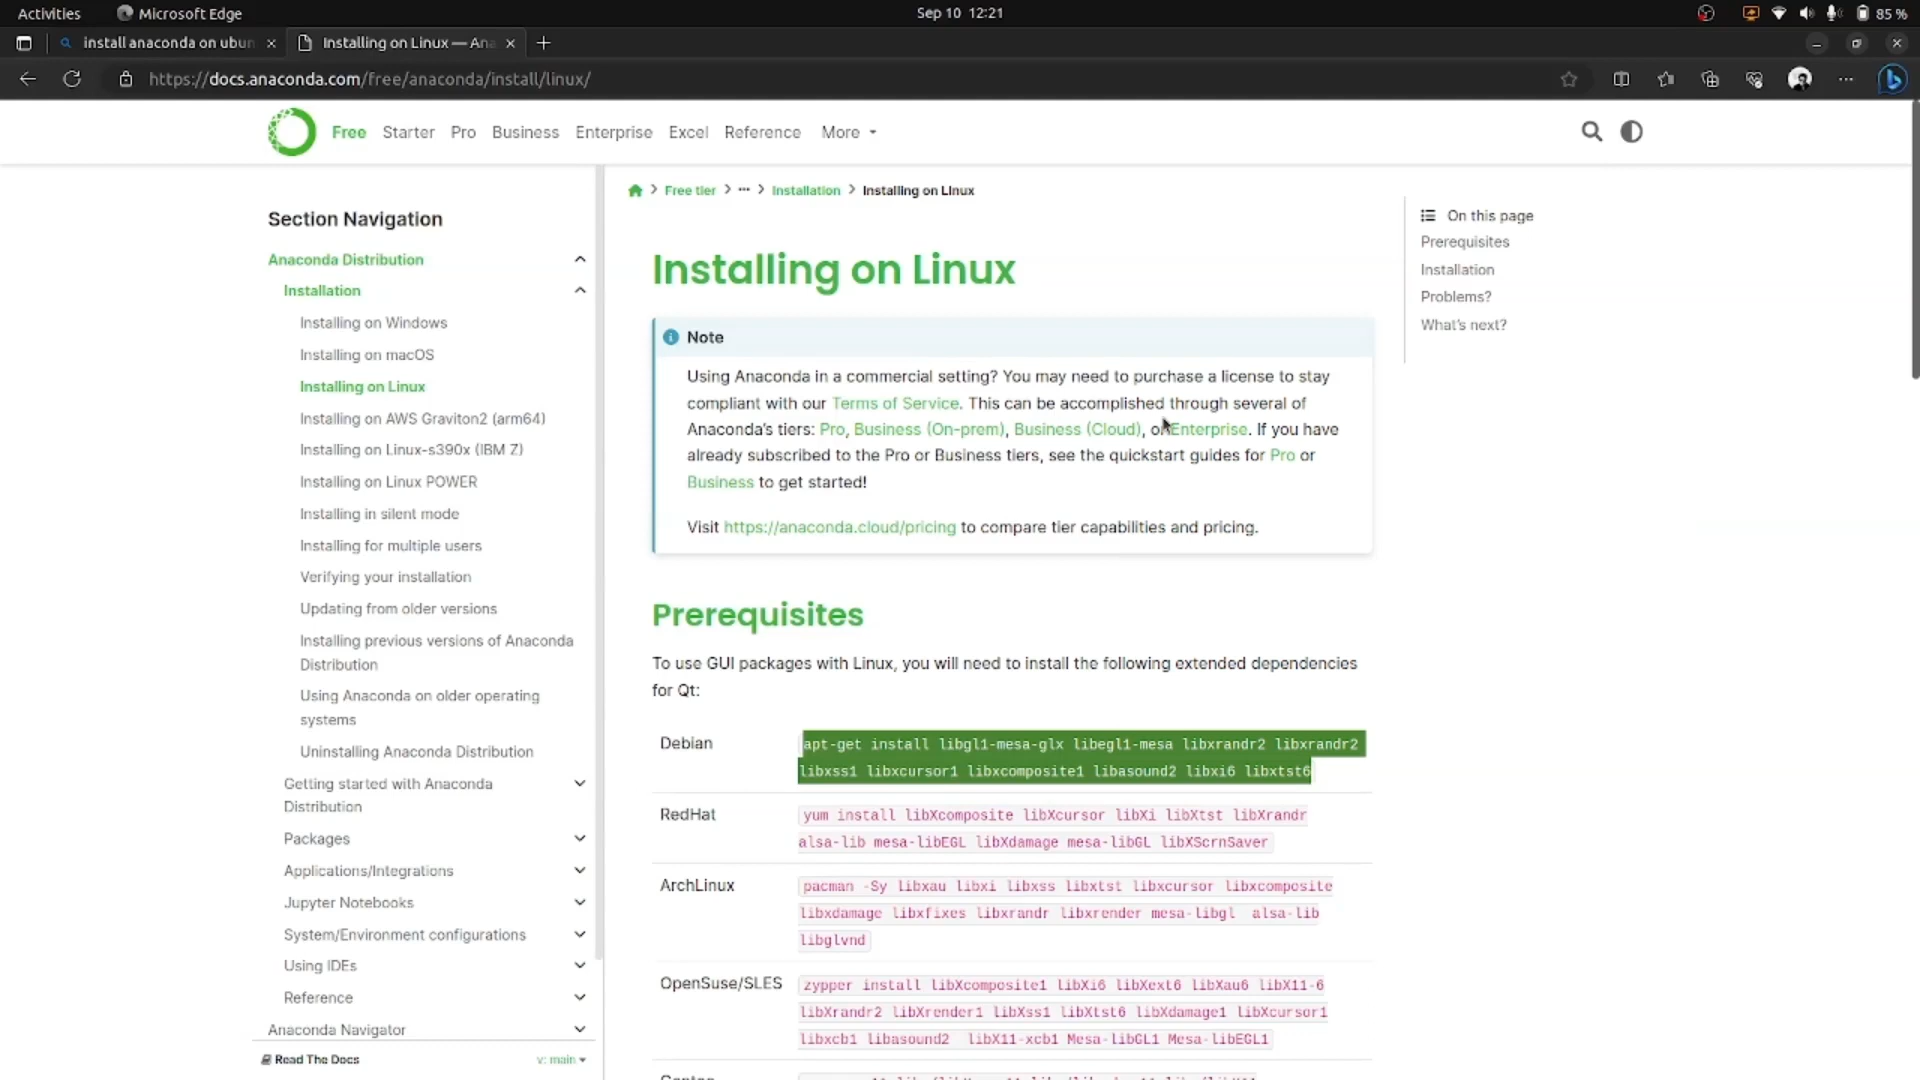 Activities
Microsoft Edge
Sep 10 12:21
85 %
install anaconda on ubun
Installing on Linux — Ana
https://docs.anaconda.com/free/anaconda/install/linux/
Free
Starter
Pro
Business
Enterprise
Excel
Reference
More
Section Navigation
Anaconda Distribution
Installation
Installing on Windows
Installing on macOS
Installing on Linux
Installing on AWS Graviton2 (arm64)
Installing on Linux-s390x (IBM Z)
Installing on Linux POWER
Installing in silent mode
Installing for multiple users
Verifying your installation
Updating from older versions
Installing previous versions of Anaconda
Distribution
Using Anaconda on older operating
systems
Uninstalling Anaconda Distribution
Getting started with Anaconda
Distribution
Packages
Applications/Integrations
Jupyter Notebooks
System/Environment configurations
Using IDEs
Reference
Anaconda Navigator
Read The Docs
v: main
Free tier > ··· > Installation > Installing on Linux
Installing on Linux
Note
Using Anaconda in a commercial setting? You may need to purchase a license to stay
compliant with our Terms of Service. This can be accomplished through several of
Anaconda's tiers: Pro, Business (On-prem), Business (Cloud), or Enterprise. If you have
already subscribed to the Pro or Business tiers, see the quickstart guides for Pro or
Business to get started!
Visit https://anaconda.cloud/pricing to compare tier capabilities and pricing.
Prerequisites
To use GUI packages with Linux, you will need to install the following extended dependencies
for Qt:
Debian
apt-get install libgl1-mesa-glx libegl1-mesa libxrandr2 libxrandr2
libxss1 libxcursor1 libxcomposite1 libasound2 libxi6 libxtst6
RedHat
yum install libXcomposite libXcursor libXi libXtst libXrandr
alsa-lib mesa-libEGL libXdamage mesa-libGL libXScrnSaver
ArchLinux
pacman -Sy libxau libxi libxss libxtst libxcursor libxcomposite
libxdamage libxfixes libxrandr libxrender mesa-libgl alsa-lib
libglvnd
OpenSuse/SLES
zypper install libXcomposite1 libXi6 libXext6 libXau6 libX11-6
libXrandr2 libXrender1 libXss1 libXtst6 libXdamage1 libXcursor1
libxcb1 libasound2 libX11-xcb1 Mesa-libGL1 Mesa-libEGL1
On this page
Prerequisites
Installation
Problems?
What's next?